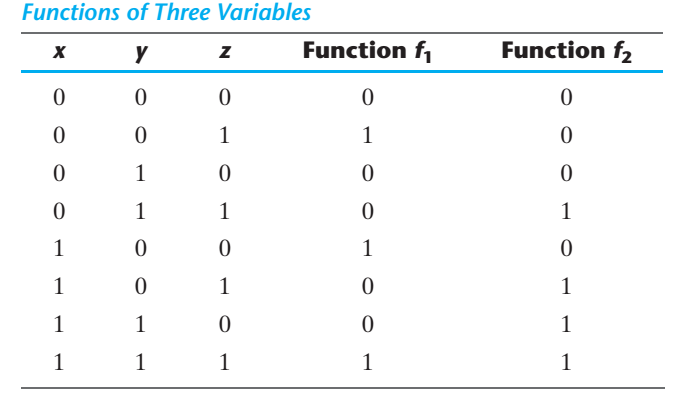 Functions of Three Variables
x y z Function f₁ Function f₂
0 0 0 0 0
0 0 1 1 0
0 1 0 0 0
0 1 1 0 1
1 0 0 1 0
1 0 1 0 1
1 1 0 0 1
1 1 1 1 1